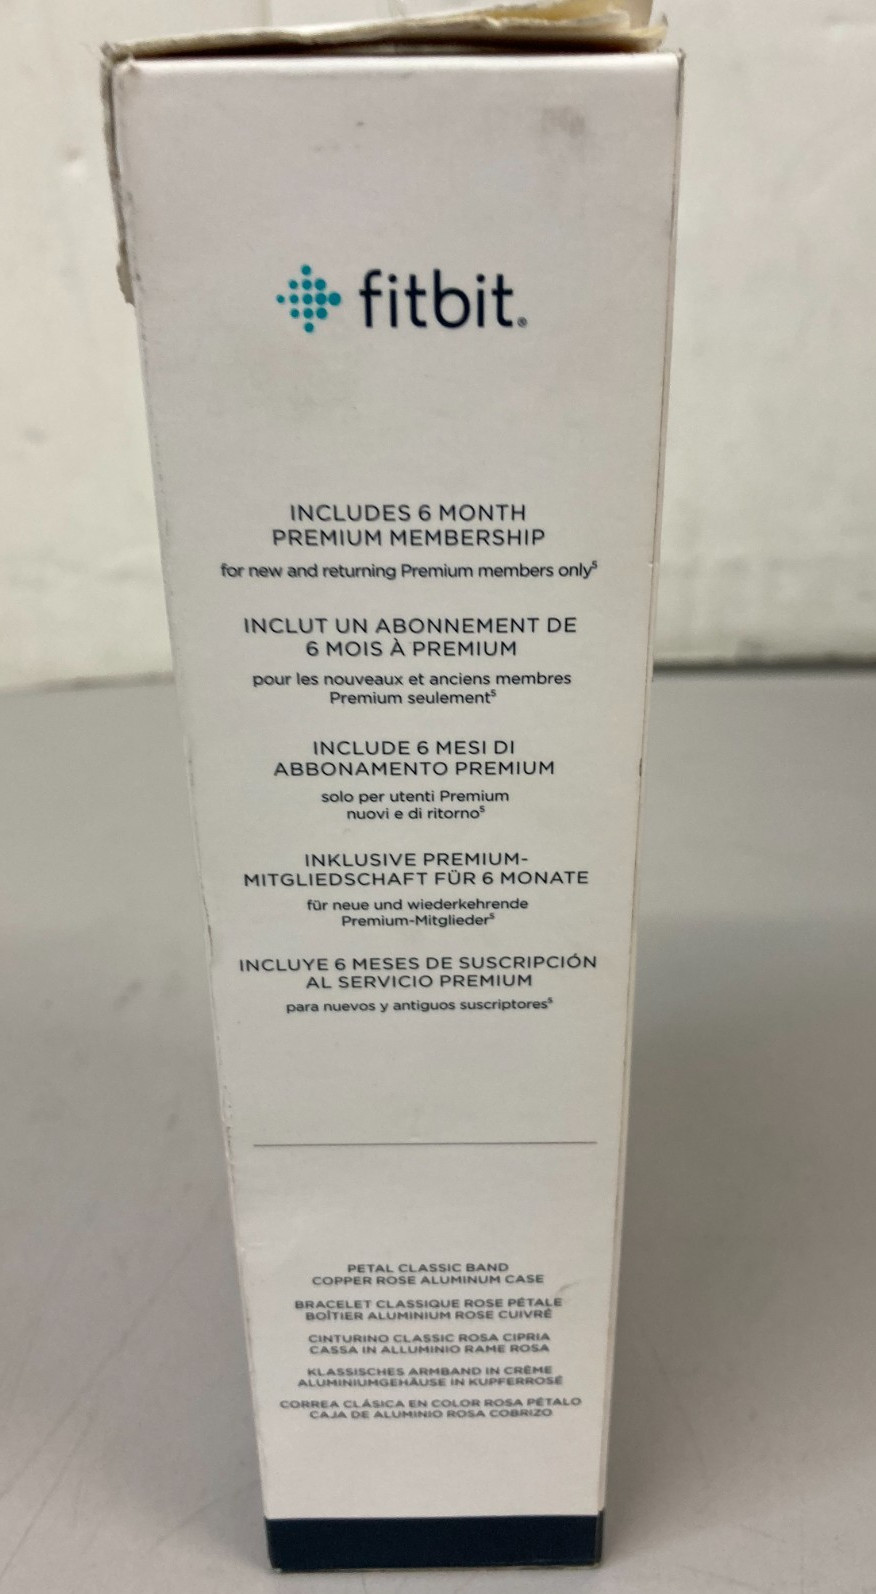 fitbit®
INCLUDES 6 MONTH
PREMIUM MEMBERSHIP
for new and returning Premium members only⁵
INCLUT UN ABONNEMENT DE
6 MOIS À PREMIUM
pour les nouveaux et anciens membres
Premium seulement⁵
INCLUDE 6 MESI DI
ABBONAMENTO PREMIUM
solo per utenti Premium
nuovi e di ritorno⁵
INKLUSIVE PREMIUM-
MITGLIEDSCHAFT FÜR 6 MONATE
für neue und wiederkehrende
Premium-Mitglieder⁵
INCLUYE 6 MESES DE SUSCRIPCIÓN
AL SERVICIO PREMIUM
para nuevos y antiguos suscriptores⁵
PETAL CLASSIC BAND
COPPER ROSE ALUMINUM CASE
BRACELET CLASSIQUE ROSE PÉTALE
BOÎTIER ALUMINIUM ROSE CUIVRÉ
CINTURINO CLASSIC ROSA CIPRIA
CASSA IN ALLUMINIO RAME ROSA
KLASSISCHES ARMBAND IN CRÈME
ALUMINIUMGEHÄUSE IN KUPFERROSÉ
CORREA CLÁSICA EN COLOR ROSA PÉTALO
CAJA DE ALUMINIO ROSA COBRIZO